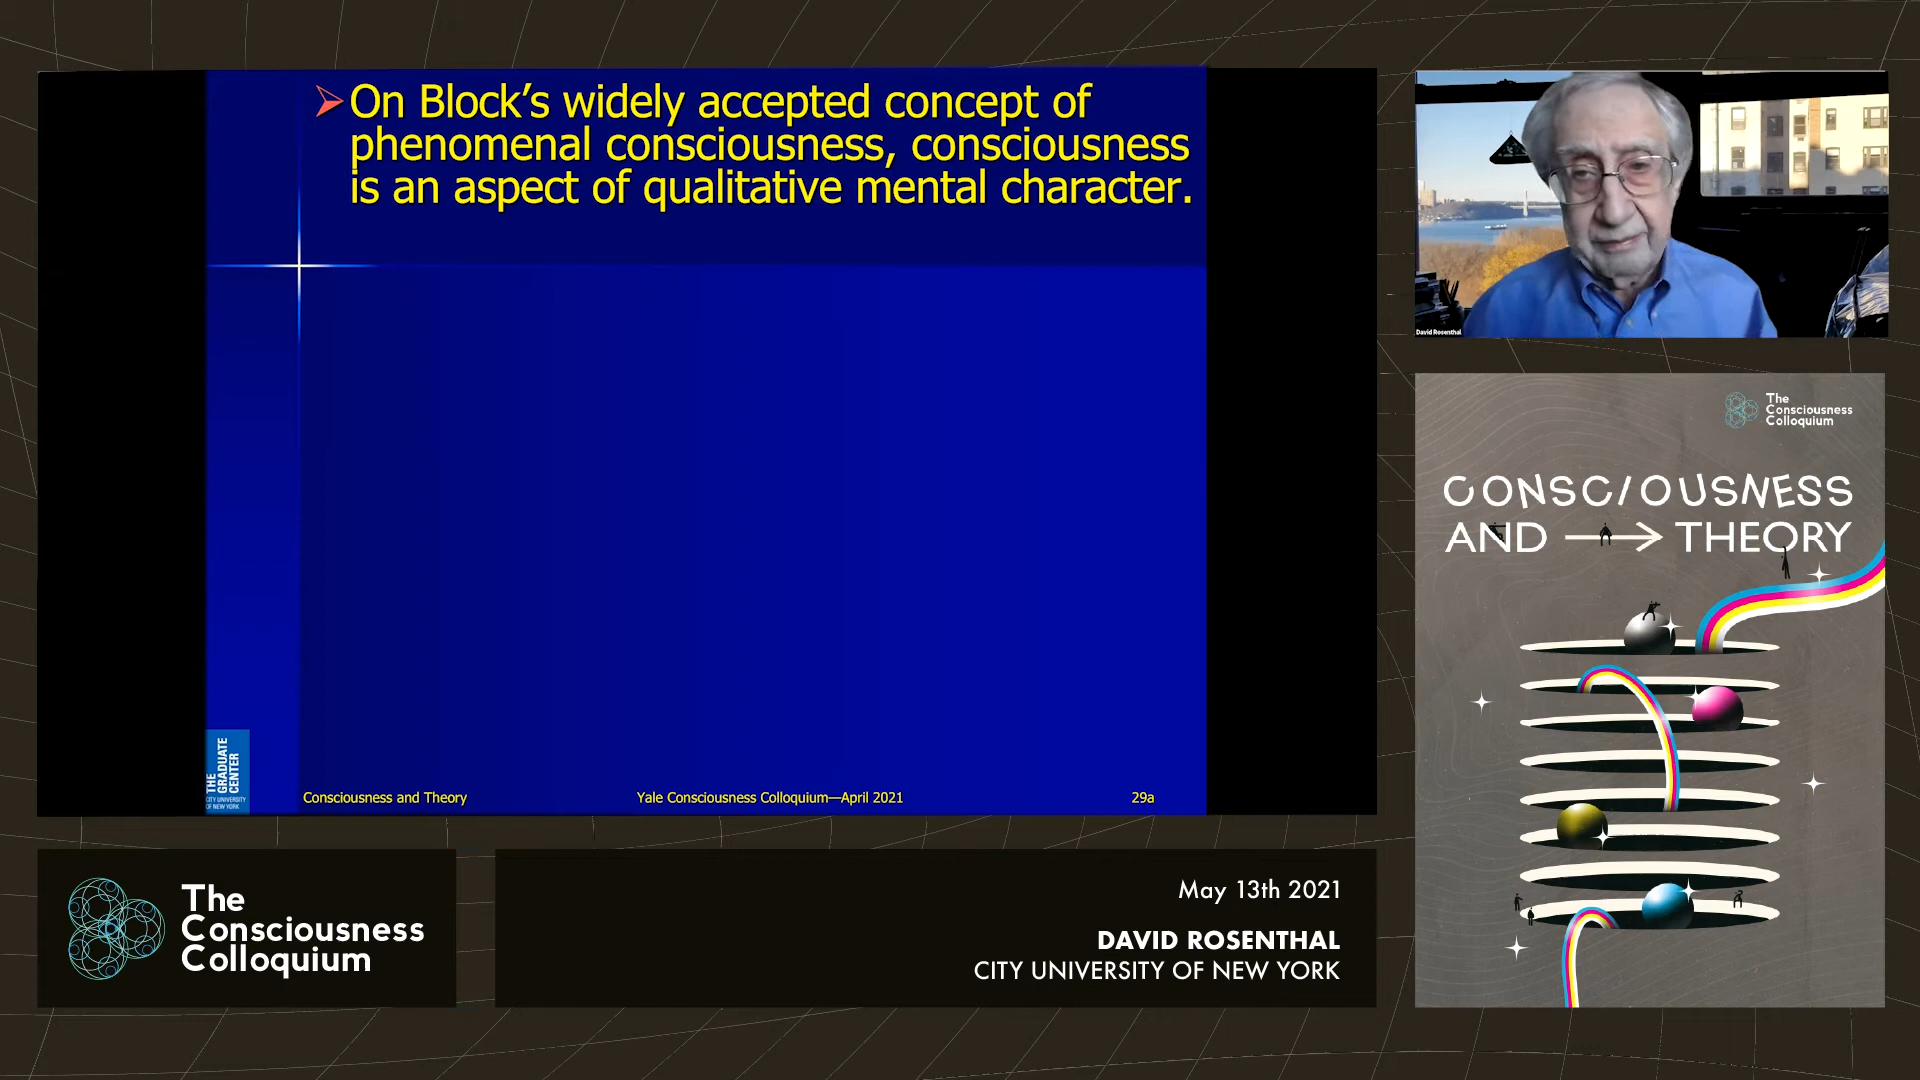 On Block’s widely accepted concept of
phenomenal consciousness, consciousness
is an aspect of qualitative mental character.
THE
GRADUATE
CENTER
CITY UNIVERSITY
OF NEW YORK
Consciousness and Theory
Yale Consciousness Colloquium—April 2021
29a
David Rosenthal
The
Consciousness
Colloquium
CONSC/OUSNESS
AND → THEORY
The
Consciousness
Colloquium
May 13th 2021
DAVID ROSENTHAL
CITY UNIVERSITY OF NEW YORK